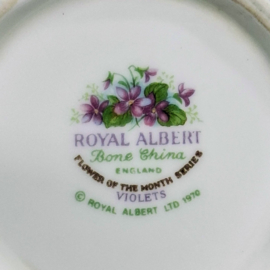 ROYAL ALBERT
Bone China
ENGLAND
FLOWER OF THE MONTH SERIES
VIOLETS
© ROYAL ALBERT LTD 1970